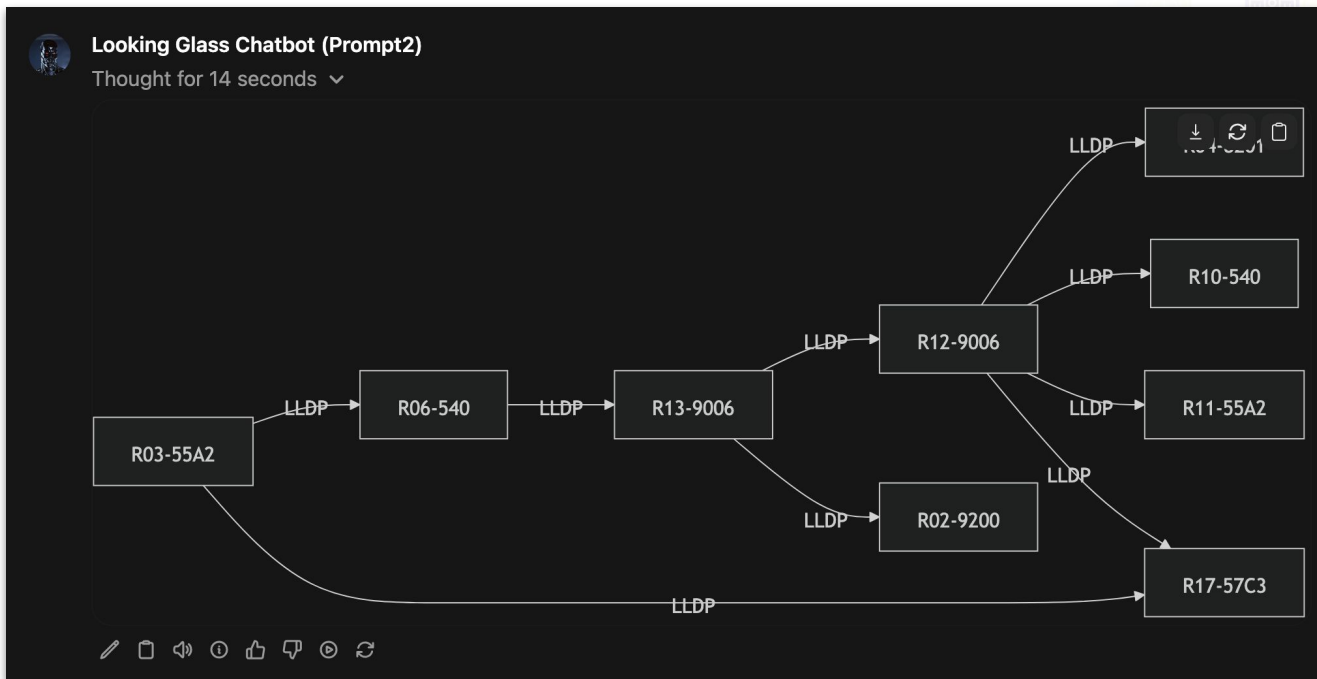 Looking Glass Chatbot (Prompt2)
Thought for 14 seconds
LLDP
LLDP
R10-540
LLDP
R12-9006
LLDP
R06-540
LLDP
R13-9006
LLDP
R11-55A2
LLDP
R03-55A2
LLDP
LLDP
R02-9200
R17-57C3
LLDP